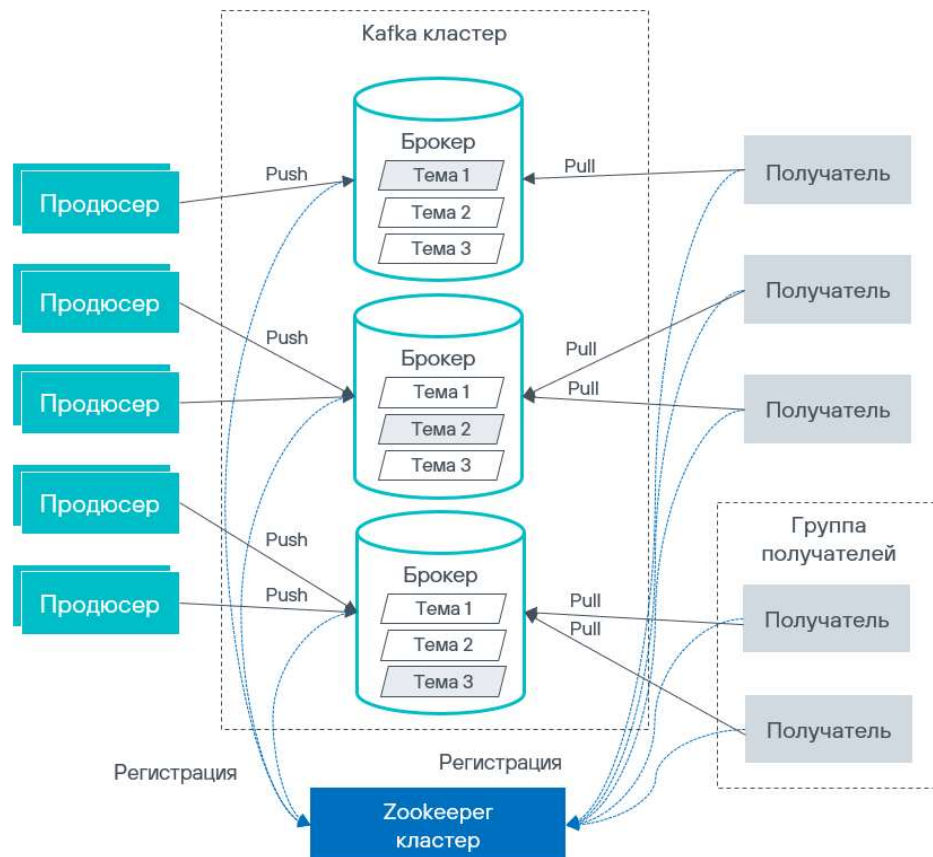 Kafka кластер
Брокер
Тема 1
Тема 2
Тема 3
Push
Pull
Продюсер
Получатель
Продюсер
Получатель
Push
Pull
Брокер
Тема 1
Тема 2
Тема 3
Pull
Продюсер
Получатель
Продюсер
Push
Группа
получателей
Брокер
Тема 1
Тема 2
Тема 3
Push
Pull
Pull
Продюсер
Получатель
Получатель
Регистрация
Регистрация
Zookeeper
кластер